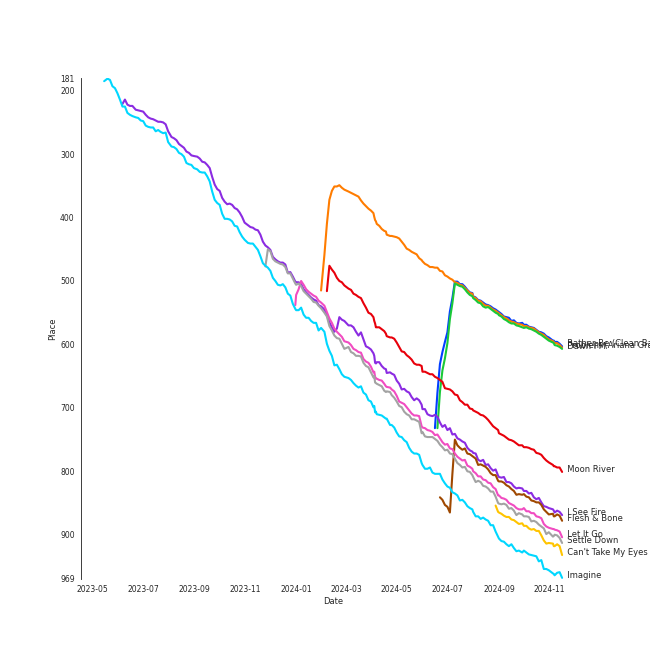 181
200
300
400
500
600
700
800
900
969
Place
2023-05
2023-07
2023-09
2023-11
2024-01
2024-03
2024-05
2024-07
2024-09
2024-11
Date
Moon River
I See Fire
Flesh & Bone
Let It Go
Settle Down
Can't Take My Eyes
Imagine